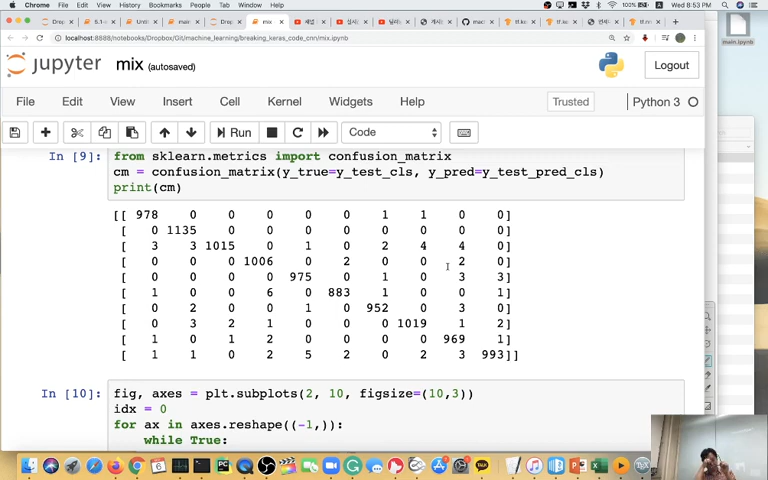 Chrome File Edit View History Bookmarks People Tab Window Help 100% 8:53 PM
Dropbox
main
Dropbox
mix
localhost:8888/notebooks/Dropbox/Git/machine_learning/breaking_keras_code_cnn/mix.ipynb
main.ipynb
jupyter mix (autosaved) Logout
File Edit View Insert Cell Kernel Widgets Help Trusted Python 3
Run Code
In [9]: from sklearn.metrics import confusion_matrix
cm = confusion_matrix(y_true=y_test_cls, y_pred=y_test_pred_cls)
print(cm)
[[ 978 0 0 0 0 0 1 1 0 0]
[ 0 1135 0 0 0 0 0 0 0 0]
[ 3 3 1015 0 1 0 2 4 4 0]
[ 0 0 0 1006 0 2 0 0 2 0]
[ 0 0 0 0 975 0 1 0 3 3]
[ 1 0 0 6 0 883 1 0 0 1]
[ 0 2 0 0 1 0 952 0 3 0]
[ 0 3 2 1 0 0 0 1019 1 2]
[ 1 0 1 2 0 0 0 0 969 1]
[ 1 1 0 2 5 2 0 2 3 993]]
In [10]: fig, axes = plt.subplots(2, 10, figsize=(10,3))
idx = 0
for ax in axes.reshape((-1,)):
while True: